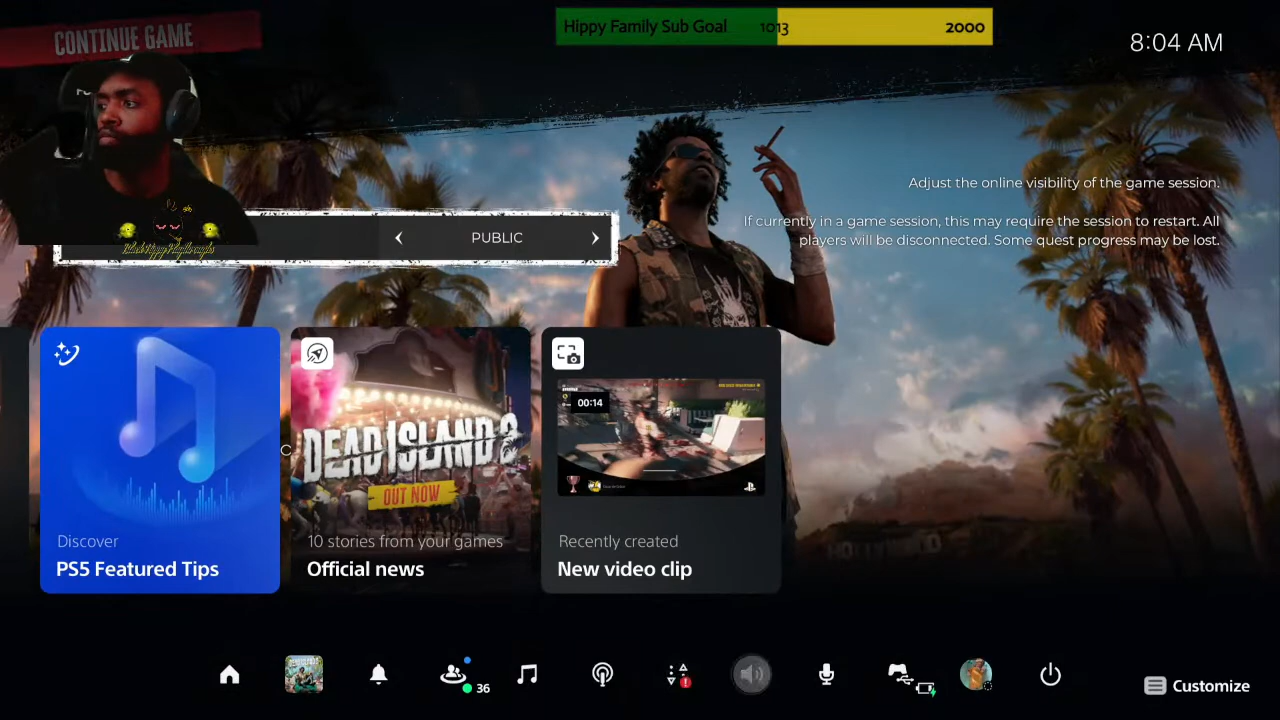 CONTINUE GAME
Hippy Family Sub Goal 1013 2000
8:04 AM
Adjust the online visibility of the game session.
PUBLIC
If currently in a game session, this may require the session to restart. All
players will be disconnected. Some quest progress may be lost.
00:14
DEAD ISLAND 2
OUT NOW
Discover
PS5 Featured Tips
10 stories from your games
Official news
Recently created
New video clip
36
Customize